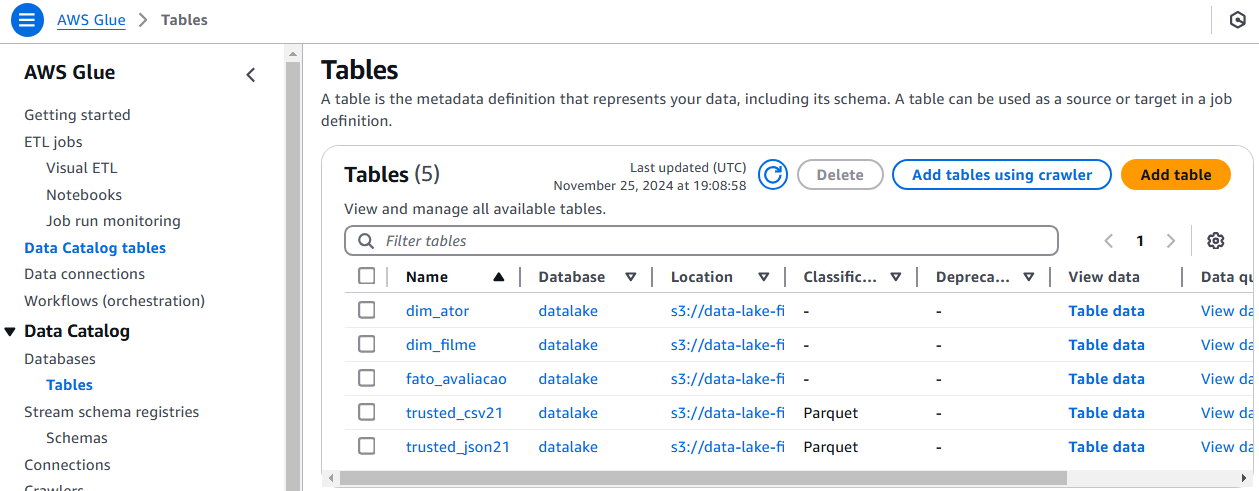 AWS Glue > Tables
AWS Glue
Getting started
ETL jobs
Visual ETL
Notebooks
Job run monitoring
Data Catalog tables
Data connections
Workflows (orchestration)
Data Catalog
Databases
Tables
Stream schema registries
Schemas
Connections
Crawlers
Tables
A table is the metadata definition that represents your data, including its schema. A table can be used as a source or target in a job
definition.
Tables (5)
Last updated (UTC)
November 25, 2024 at 19:08:58
Delete
Add tables using crawler
Add table
View and manage all available tables.
Filter tables
1
Name Database Location Classific... Depreca... View data Data qu
dim_ator datalake s3://data-lake-fi - - Table data View da
dim_filme datalake s3://data-lake-fi - - Table data View da
fato_avaliacao datalake s3://data-lake-fi - - Table data View da
trusted_csv21 datalake s3://data-lake-fi Parquet - Table data View da
trusted_json21 datalake s3://data-lake-fi Parquet - Table data View da